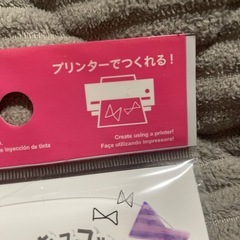 プリンターでつくれる！
Create using a printer!
Faça utilizando impressora!
inyección de tinta